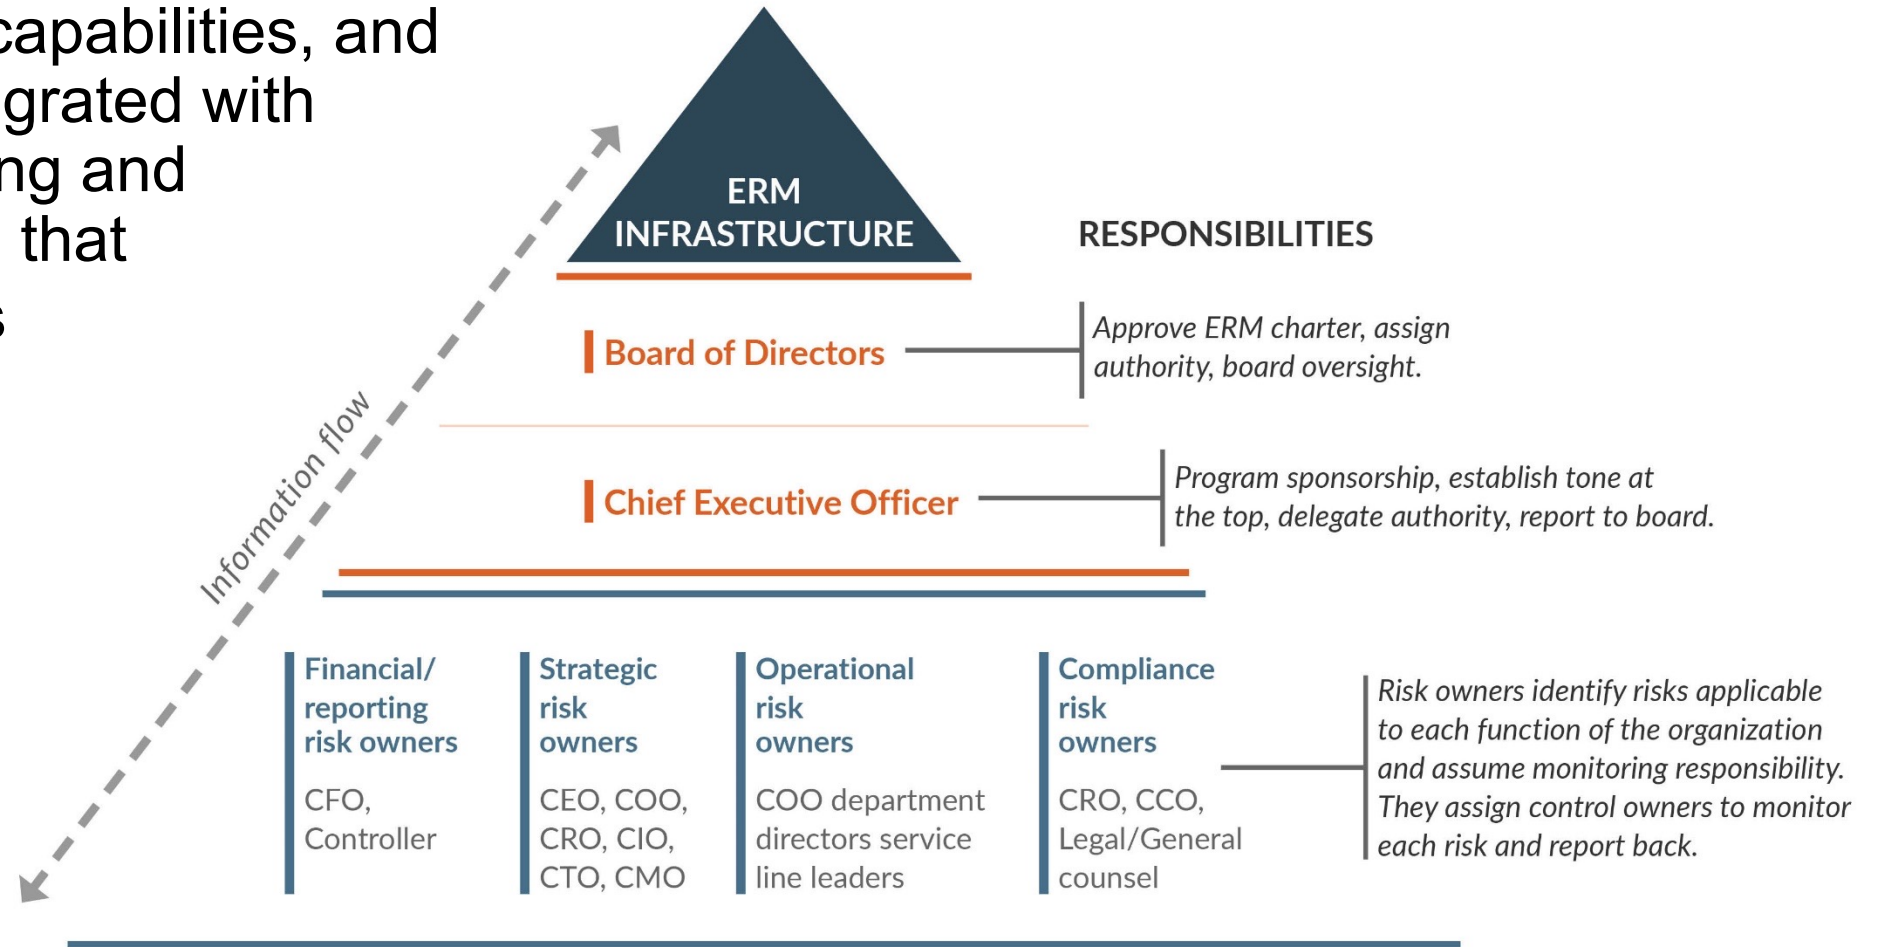 capabilities, and
grated with
ng and
that
s
ERM
INFRASTRUCTURE
RESPONSIBILITIES
Information flow
Board of Directors
Approve ERM charter, assign
authority, board oversight.
Chief Executive Officer
Program sponsorship, establish tone at
the top, delegate authority, report to board.
Financial/
reporting
risk owners
CFO,
Controller
Strategic
risk
owners
CEO, COO,
CRO, CIO,
CTO, CMO
Operational
risk
owners
COO department
directors service
line leaders
Compliance
risk
owners
CRO, CCO,
Legal/General
counsel
Risk owners identify risks applicable
to each function of the organization
and assume monitoring responsibility.
They assign control owners to monitor
each risk and report back.